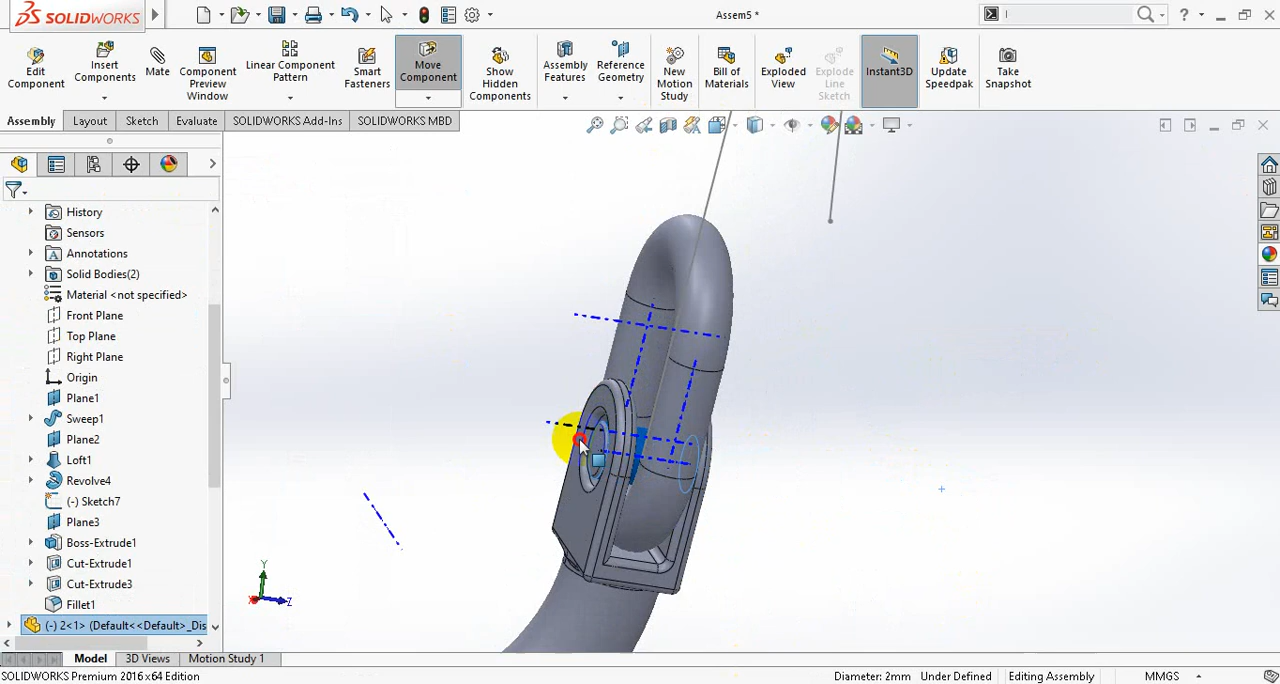 SOLIDWORKS
Assem5 *
Edit Component
Insert Components
Mate
Component Preview Window
Linear Component Pattern
Smart Fasteners
Move Component
Show Hidden Components
Assembly Features
Reference Geometry
New Motion Study
Bill of Materials
Exploded View
Explode Line Sketch
Instant3D
Update Speedpak
Take Snapshot
Assembly
Layout
Sketch
Evaluate
SOLIDWORKS Add-Ins
SOLIDWORKS MBD
History
Sensors
Annotations
Solid Bodies(2)
Material <not specified>
Front Plane
Top Plane
Right Plane
Origin
Plane1
Sweep1
Plane2
Loft1
Revolve4
(-) Sketch7
Plane3
Boss-Extrude1
Cut-Extrude1
Cut-Extrude3
Fillet1
(-) 2<1> (Default<<Default>_Dis
Y
X
Z
Model
3D Views
Motion Study 1
SOLIDWORKS Premium 2016 x64 Edition
Diameter: 2mm
Under Defined
Editing Assembly
MMGS